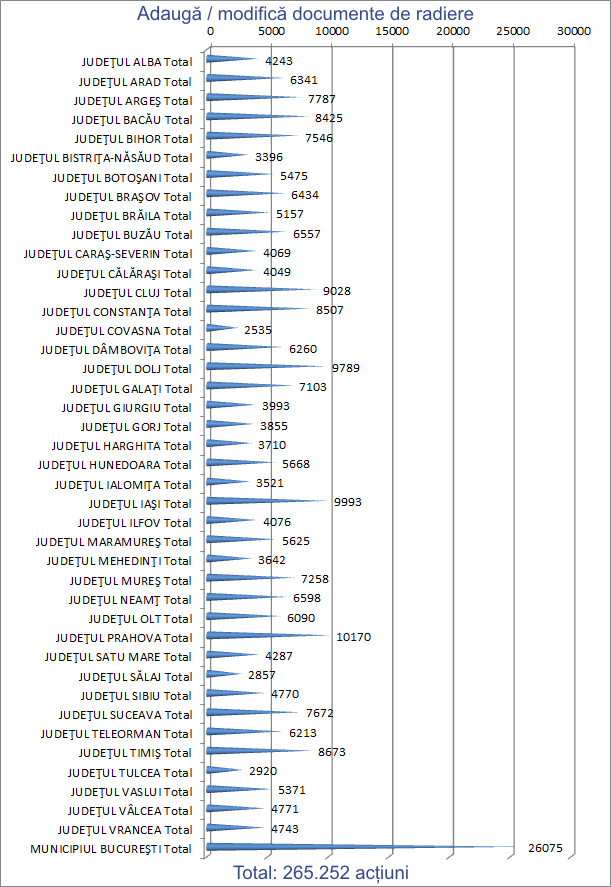 Adaugă / modifică documente de radiere
0 5000 10000 15000 20000 25000 30000
JUDEŢUL ALBA Total 4243
JUDEŢUL ARAD Total 6341
JUDEŢUL ARGEŞ Total 7787
JUDEŢUL BACĂU Total 8425
JUDEŢUL BIHOR Total 7546
JUDEŢUL BISTRIŢA-NĂSĂUD Total 3396
JUDEŢUL BOTOŞANI Total 5475
JUDEŢUL BRAŞOV Total 6434
JUDEŢUL BRĂILA Total 5157
JUDEŢUL BUZĂU Total 6557
JUDEŢUL CARAŞ-SEVERIN Total 4069
JUDEŢUL CĂLĂRAŞI Total 4049
JUDEŢUL CLUJ Total 9028
JUDEŢUL CONSTANŢA Total 8507
JUDEŢUL COVASNA Total 2535
JUDEŢUL DÂMBOVIŢA Total 6260
JUDEŢUL DOLJ Total 9789
JUDEŢUL GALAŢI Total 7103
JUDEŢUL GIURGIU Total 3993
JUDEŢUL GORJ Total 3855
JUDEŢUL HARGHITA Total 3710
JUDEŢUL HUNEDOARA Total 5668
JUDEŢUL IALOMIŢA Total 3521
JUDEŢUL IAŞI Total 9993
JUDEŢUL ILFOV Total 4076
JUDEŢUL MARAMUREŞ Total 5625
JUDEŢUL MEHEDINŢI Total 3642
JUDEŢUL MUREŞ Total 7258
JUDEŢUL NEAMŢ Total 6598
JUDEŢUL OLT Total 6090
JUDEŢUL PRAHOVA Total 10170
JUDEŢUL SATU MARE Total 4287
JUDEŢUL SĂLAJ Total 2857
JUDEŢUL SIBIU Total 4770
JUDEŢUL SUCEAVA Total 7672
JUDEŢUL TELEORMAN Total 6213
JUDEŢUL TIMIŞ Total 8673
JUDEŢUL TULCEA Total 2920
JUDEŢUL VASLUI Total 5371
JUDEŢUL VÂLCEA Total 4771
JUDEŢUL VRANCEA Total 4743
MUNICIPIUL BUCUREŞTI Total 26075
Total: 265.252 acțiuni